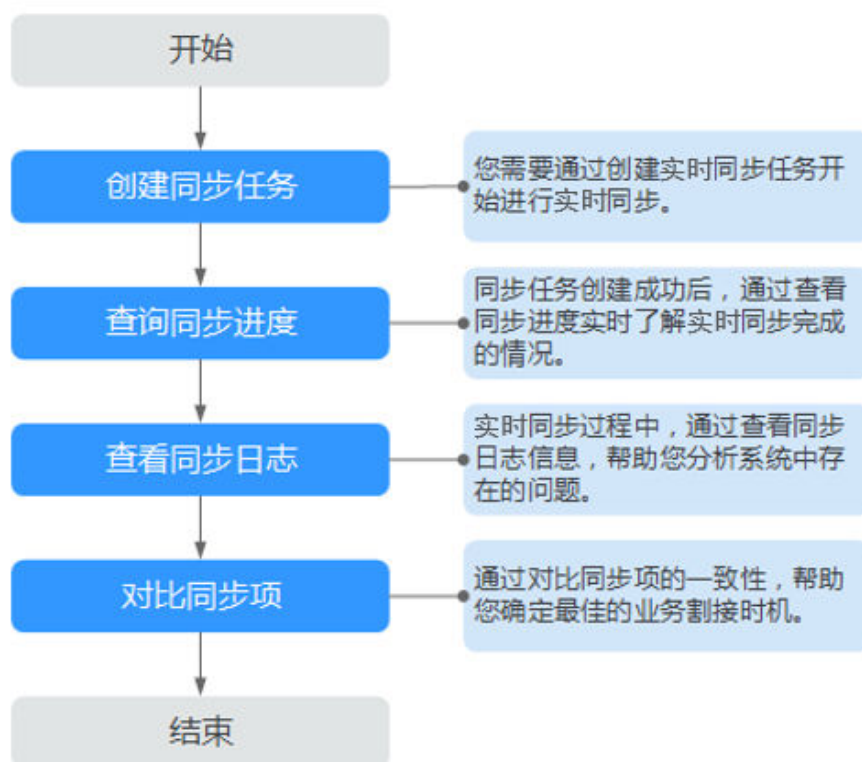 开始
创建同步任务
您需要通过创建实时同步任务开
始进行实时同步。
查询同步进度
同步任务创建成功后，通过查看
同步进度实时了解实时同步完成
的情况。
查看同步日志
实时同步过程中，通过查看同步
日志信息，帮助您分析系统中存
在的问题。
对比同步项
通过对比同步项的一致性，帮助
您确定最佳的业务割接时机。
结束